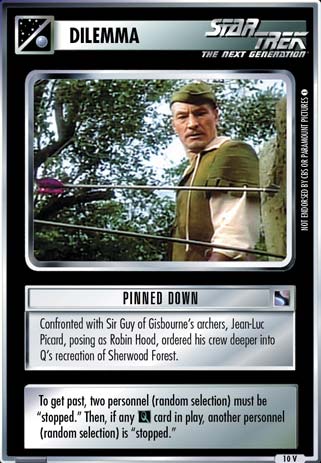 DILEMMA
STAR TREK
THE NEXT GENERATION
NOT ENDORSED BY CBS OR PARAMOUNT PICTURES
PINNED DOWN
Confronted with Sir Guy of Gisbourne's archers, Jean-Luc
Picard, posing as Robin Hood, ordered his crew deeper into
Q's recreation of Sherwood Forest.
To get past, two personnel (random selection) must be
"stopped." Then, if any Q card in play, another personnel
(random selection) is "stopped."
10 V